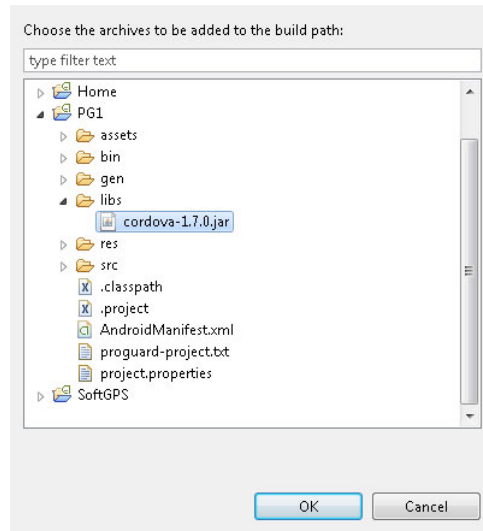 Choose the archives to be added to the build path:
type filter text
Home
PG1
assets
bin
gen
libs
cordova-1.7.0.jar
res
src
.classpath
.project
AndroidManifest.xml
proguard-project.txt
project.properties
SoftGPS
OK Cancel